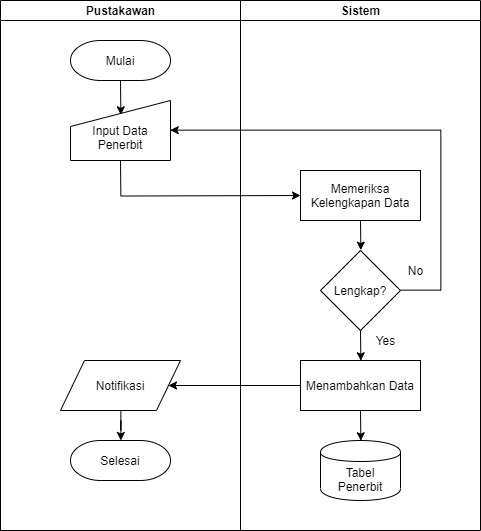 Pustakawan
Sistem
Mulai
Input Data
Penerbit
Memeriksa
Kelengkapan Data
Lengkap?
No
Yes
Notifikasi
Menambahkan Data
Selesai
Tabel
Penerbit